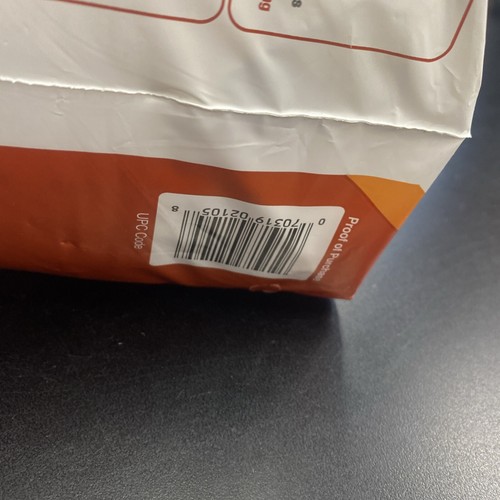 Proof of Purchase
0 70319 02105 8
UPC Code